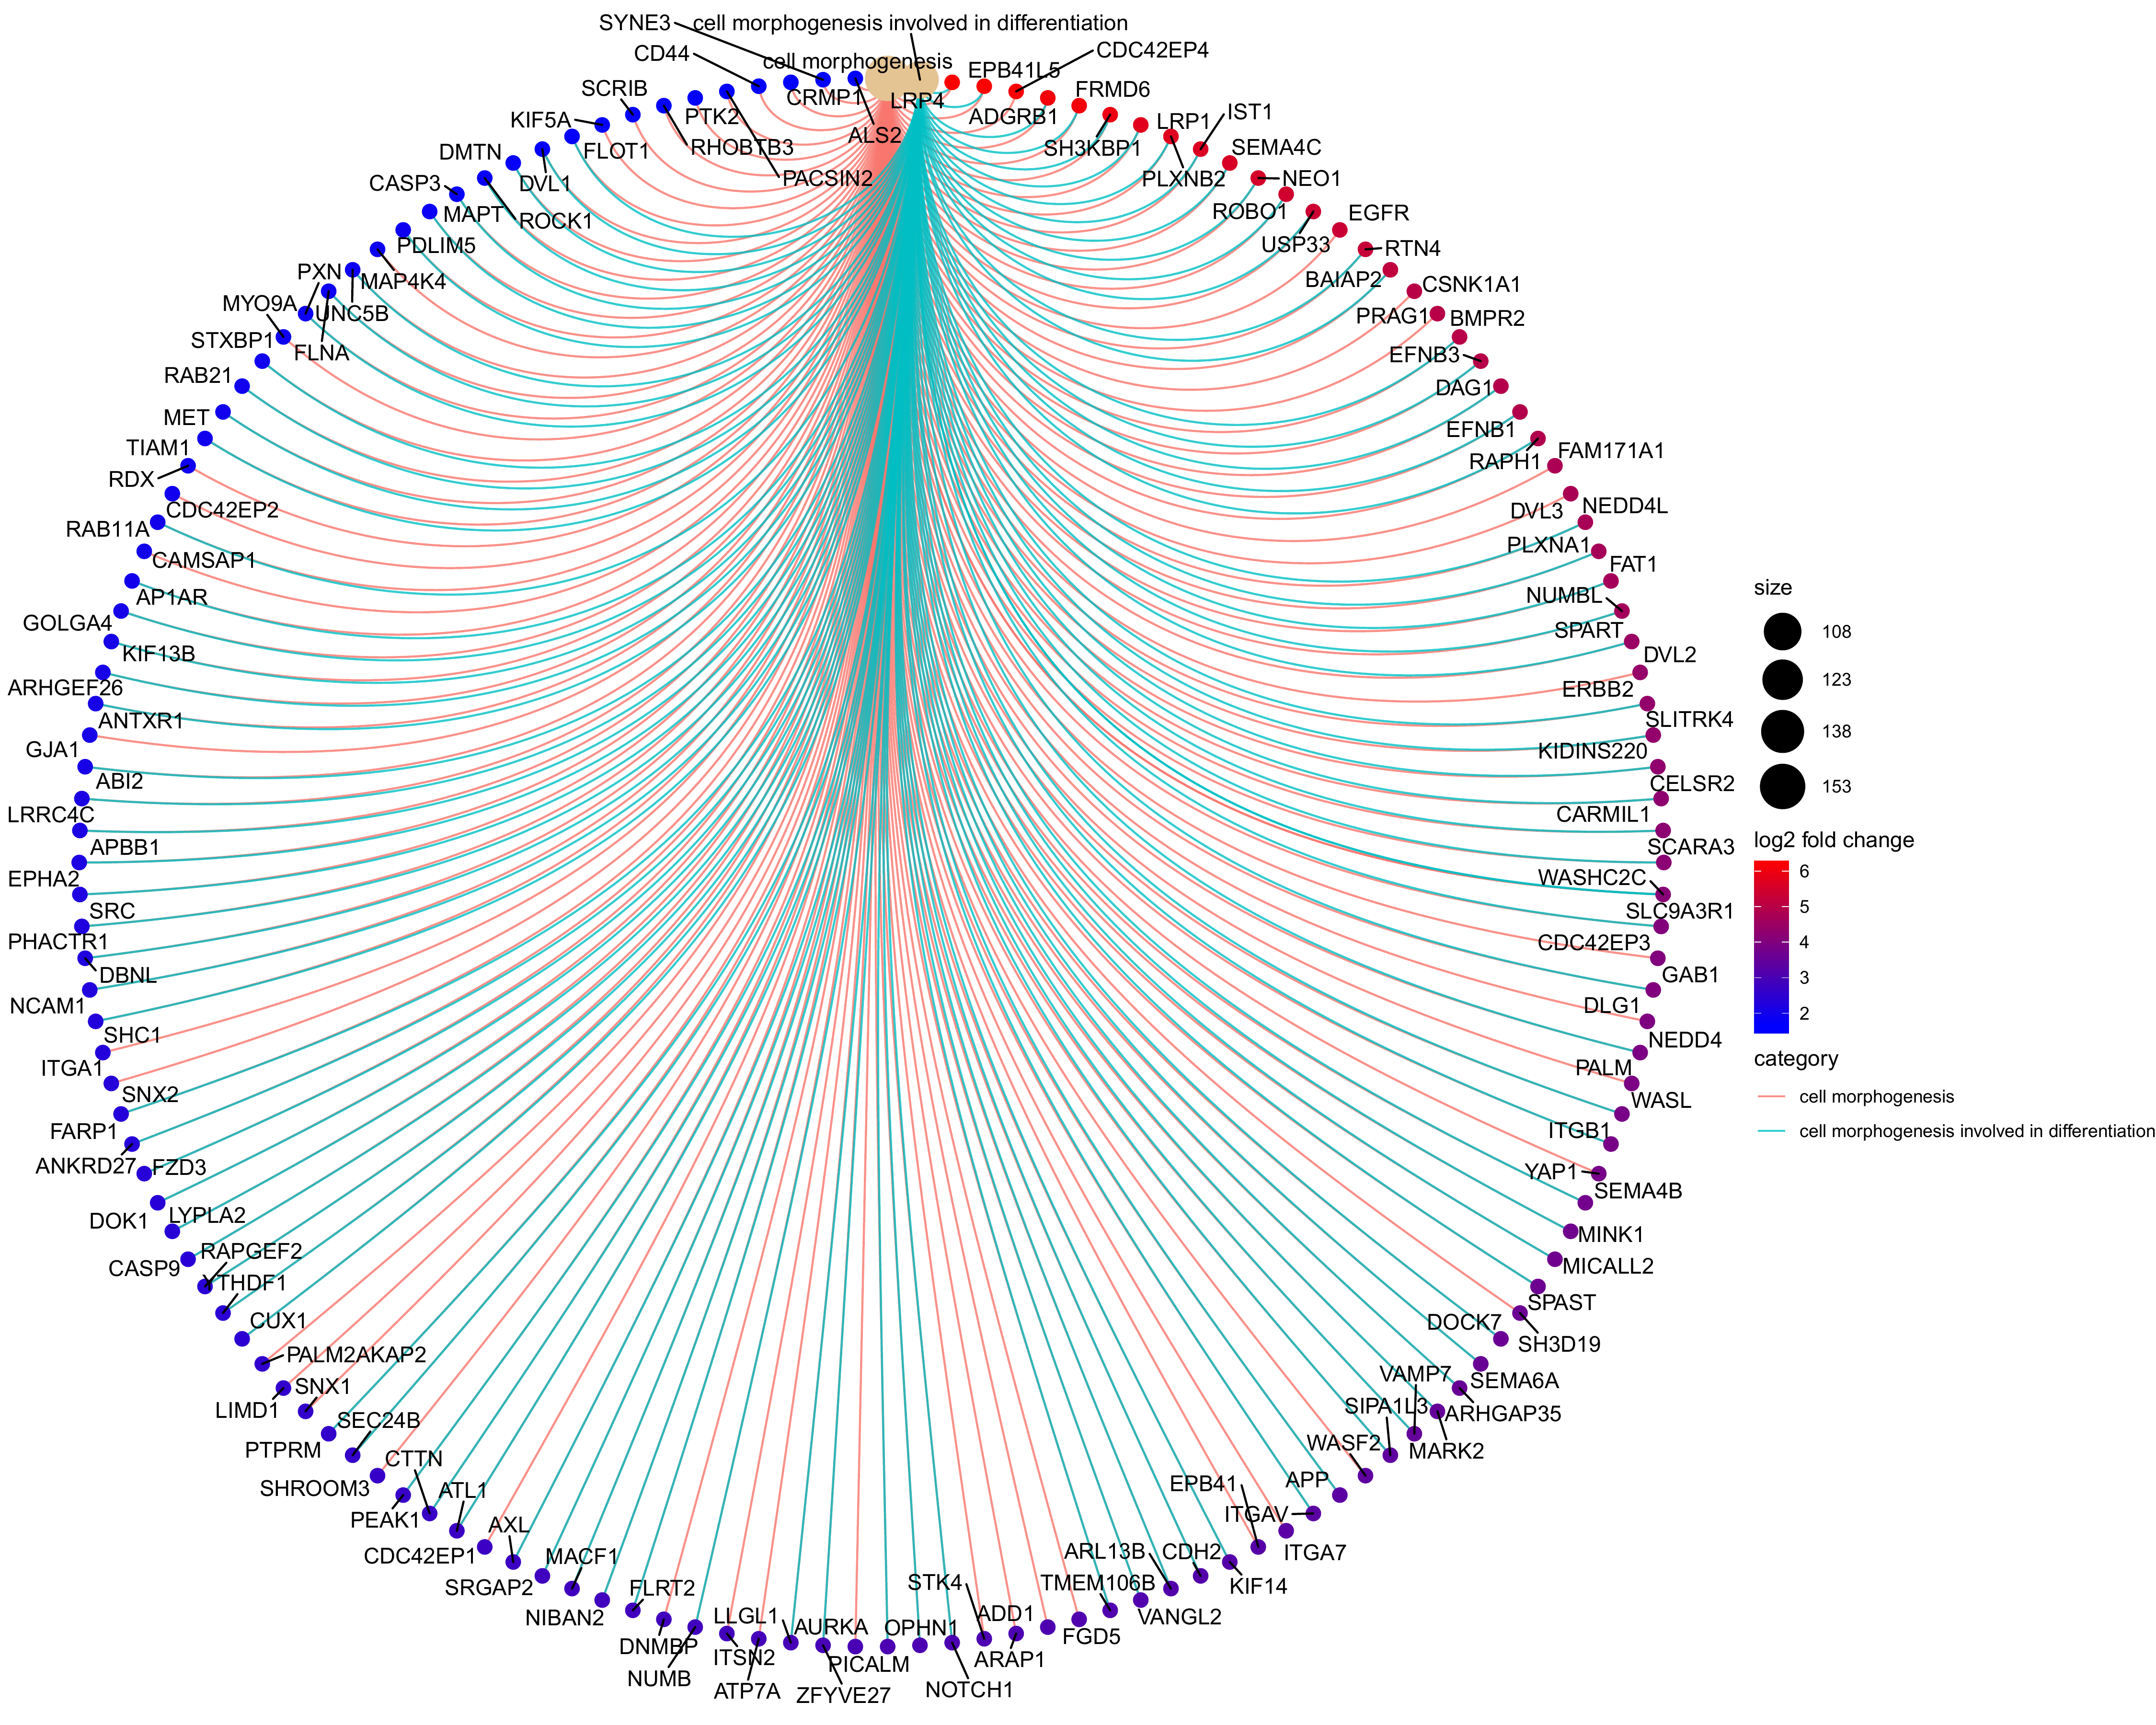 SYNE3
cell morphogenesis involved in differentiation
CD44
cell morphogenesis
CDC42EP4
EPB41L5
SCRIB
CRMP1
LRP4
FRMD6
KIF5A
PTK2
ADGRB1
LRP1
IST1
ALS2
DMTN
FLOT1
RHOBTB3
SH3KBP1
SEMA4C
CASP3
DVL1
PACSIN2
PLXNB2
NEO1
MAPT
ROCK1
ROBO1
EGFR
PDLIM5
USP33
RTN4
PXN
MAP4K4
BAIAP2
CSNK1A1
MYO9A
UNC5B
PRAG1
BMPR2
STXBP1
FLNA
EFNB3
RAB21
DAG1
MET
EFNB1
TIAM1
RAPH1
FAM171A1
RDX
CDC42EP2
DVL3
NEDD4L
RAB11A
PLXNA1
CAMSAP1
FAT1
AP1AR
NUMBL
GOLGA4
SPART
KIF13B
DVL2
ARHGEF26
ERBB2
ANTXR1
SLITRK4
GJA1
KIDINS220
ABI2
CELSR2
LRRC4C
CARMIL1
APBB1
SCARA3
EPHA2
WASHC2C
SRC
SLC9A3R1
PHACTR1
CDC42EP3
DBNL
GAB1
NCAM1
DLG1
SHC1
NEDD4
ITGA1
PALM
SNX2
WASL
FARP1
ITGB1
ANKRD27
FZD3
YAP1
SEMA4B
DOK1
LYPLA2
MINK1
CASP9
RAPGEF2
MICALL2
YTHDF1
SPAST
CUX1
DOCK7
SH3D19
PALM2AKAP2
VAMP7
SEMA6A
LIMD1
SNX1
SIPA1L3
ARHGAP35
PTPRM
SEC24B
WASF2
MARK2
SHROOM3
CTTN
EPB41
APP
PEAK1
ATL1
ITGAV
CDC42EP1
AXL
ARL13B
CDH2
ITGA7
SRGAP2
MACF1
STK4
TMEM106B
KIF14
NIBAN2
FLRT2
LLGL1
AURKA
OPHN1
ADD1
VANGL2
DNMBP
ITSN2
PICALM
ARAP1
FGD5
NUMB
ATP7A
ZFYVE27
NOTCH1
size
108
123
138
153
log2 fold change
6
5
4
3
2
category
cell morphogenesis
cell morphogenesis involved in differentiation